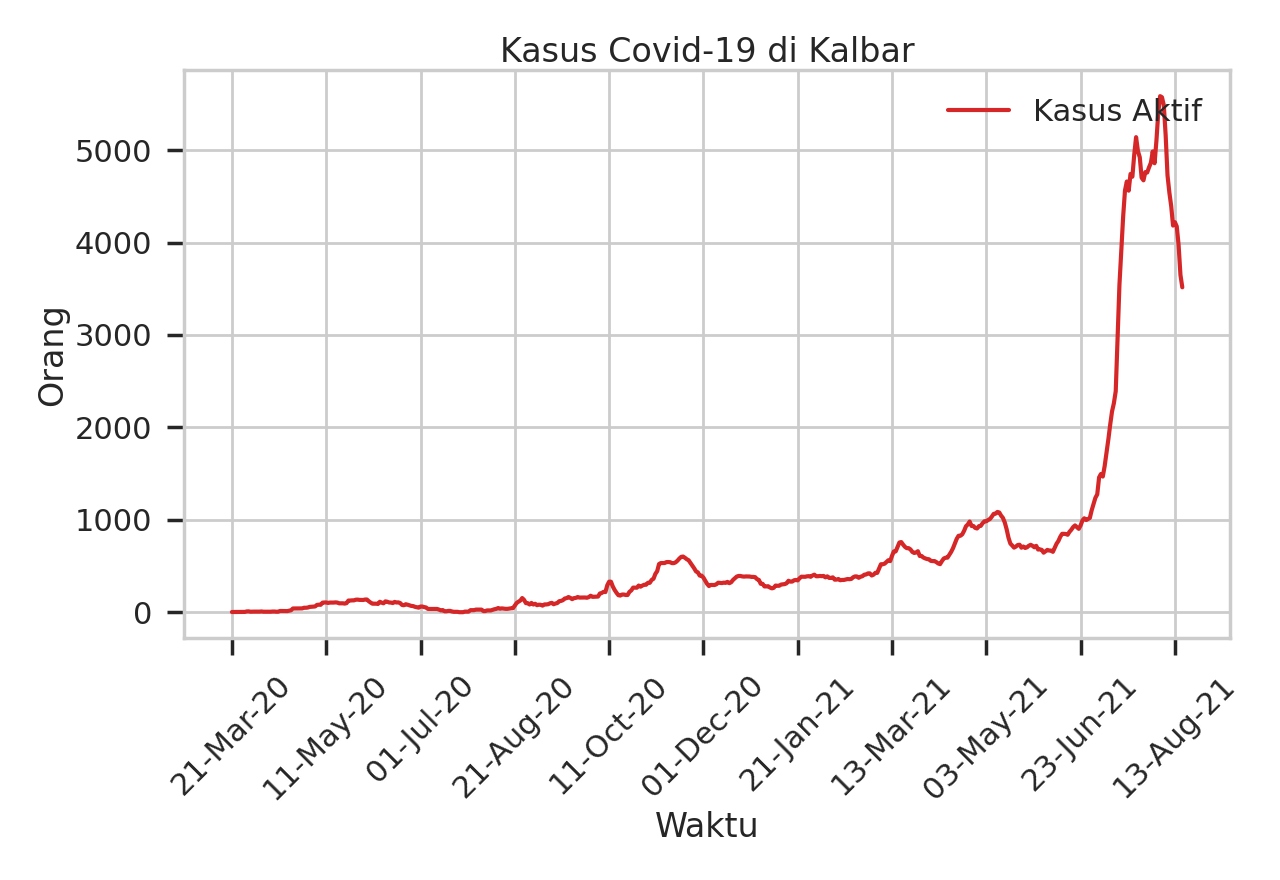 Kasus Covid-19 di Kalbar
Kasus Aktif
5000
4000
3000
2000
1000
0
Orang
21-Mar-20
11-May-20
01-Jul-20
21-Aug-20
11-Oct-20
01-Dec-20
21-Jan-21
13-Mar-21
03-May-21
23-Jun-21
13-Aug-21
Waktu